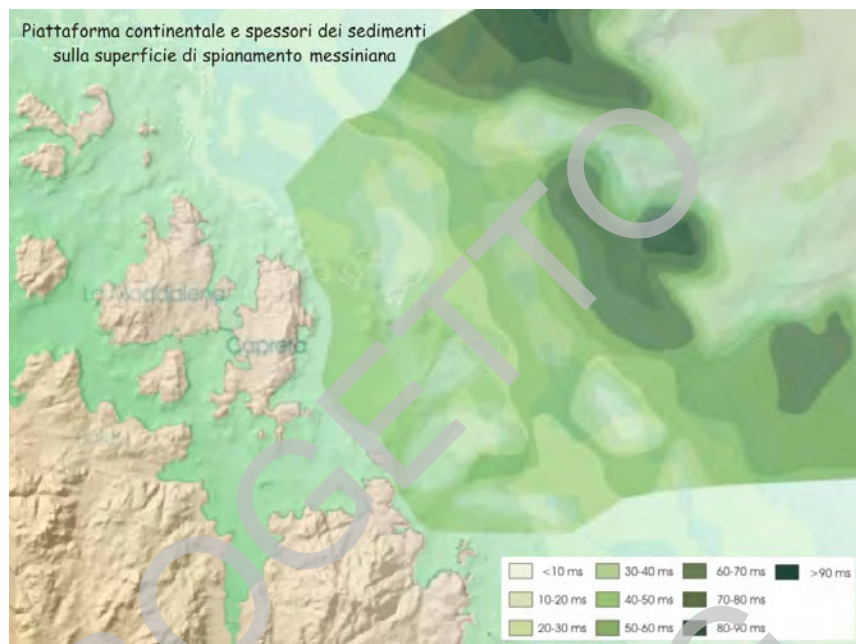 Piattaforma continentale e spessori dei sedimenti
sulla superficie di spianamento messiniana
La Maddalena
Caprera
OGETTO
<10 ms 30-40 ms 60-70 ms >90 ms
10-20 ms 40-50 ms 70-80 ms
20-30 ms 50-60 ms 80-90 ms